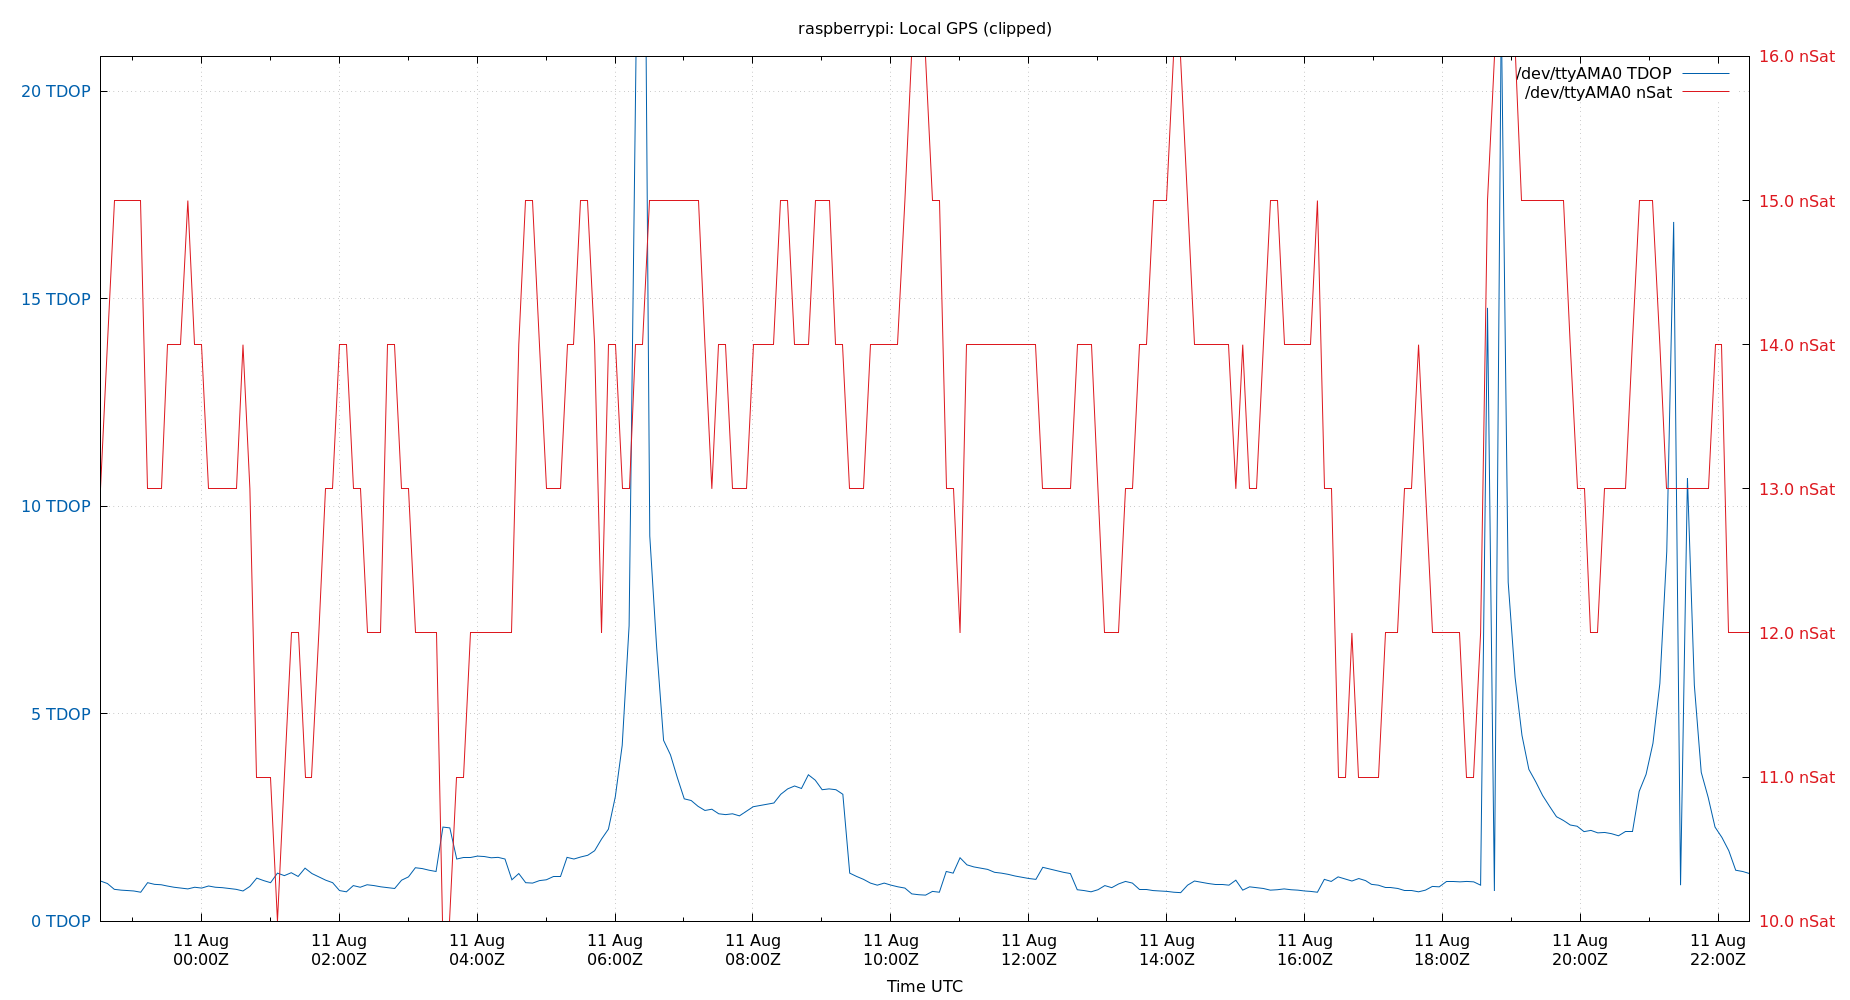 raspberrypi: Local GPS (clipped)
16.0 nSat
/dev/ttyAMA0 TDOP
/dev/ttyAMA0 nSat
20 TDOP
15.0 nSat
15 TDOP
14.0 nSat
13.0 nSat
10 TDOP
12.0 nSat
5 TDOP
11.0 nSat
0 TDOP
10.0 nSat
11 Aug
00:00Z
11 Aug
02:00Z
11 Aug
04:00Z
11 Aug
06:00Z
11 Aug
08:00Z
11 Aug
10:00Z
11 Aug
12:00Z
11 Aug
14:00Z
11 Aug
16:00Z
11 Aug
18:00Z
11 Aug
20:00Z
11 Aug
22:00Z
Time UTC